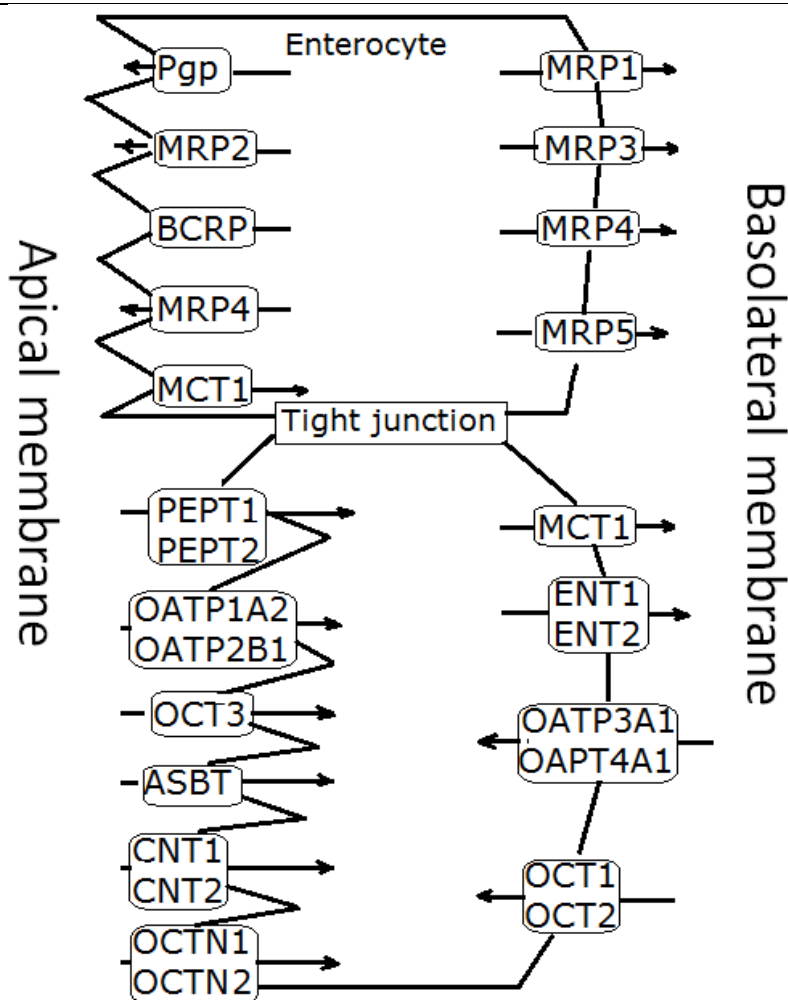 Enterocyte
Pgp
MRP2
BCRP
MRP4
MCT1
MRP1
MRP3
MRP4
MRP5
Tight junction
PEPT1
PEPT2
OATP1A2
OATP2B1
OCT3
ASBT
CNT1
CNT2
OCTN1
OCTN2
MCT1
ENT1
ENT2
OATP3A1
OAPT4A1
OCT1
OCT2
Apical membrane
Basolateral membrane